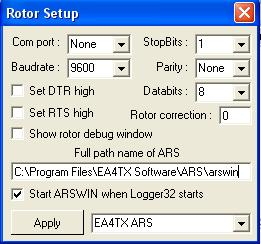 Rotor Setup
Com port : None StopBits : 1
Baudrate : 9600 Parity : None
Set DTR high Databits : 8
Set RTS high Rotor correction : 0
Show rotor debug window
Full path name of ARS
C:\Program Files\EA4TX Software\ARS\arswin
Start ARSWIN when Logger32 starts
Apply EA4TX ARS